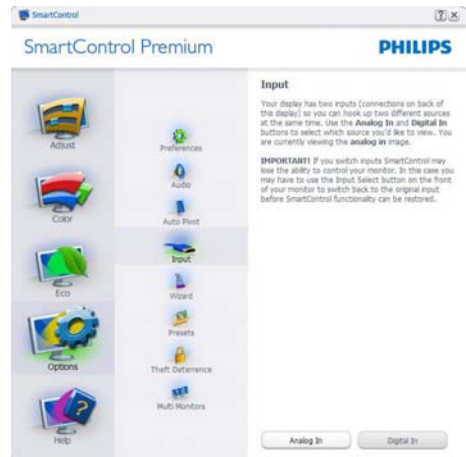 SmartControl
SmartControl Premium
PHILIPS
Adjust
Color
Eco
Options
Help
Preferences
Audio
Auto Pivot
Input
Wizard
Presets
Theft Deterrence
Multi Monitors
Input
Your display has two inputs (connections on back of
this display) so you can hook up two different sources
at the same time. Use the Analog In and Digital In
buttons to select which source you'd like to view. You
are currently viewing the analog in image.
IMPORTANT! If you switch inputs SmartControl may
lose the ability to control your monitor. In this case you
may have to use the Input Select button on the front
of your monitor to switch back to the original input
before SmartControl functionality can be restored.
Analog In
Digital In